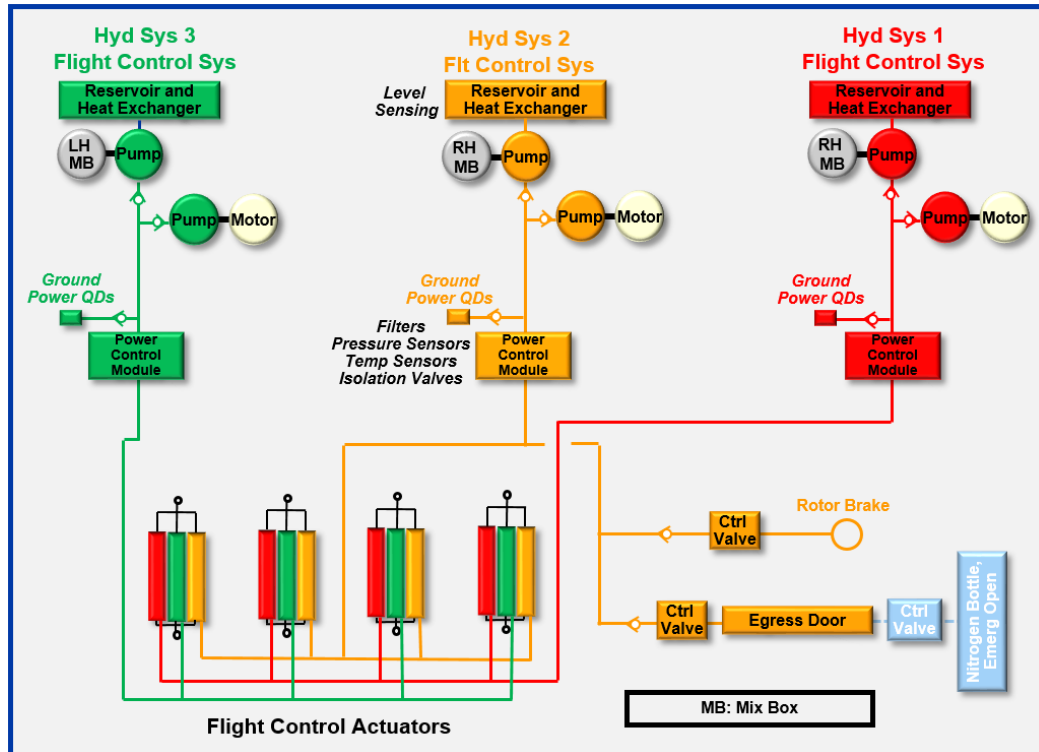 Hyd Sys 3
Flight Control Sys
Reservoir and
Heat Exchanger
LH
MB
Pump
Pump
Motor
Ground
Power QDs
Power
Control
Module
Hyd Sys 2
Flt Control Sys
Level
Sensing
Reservoir and
Heat Exchanger
RH
MB
Pump
Pump
Motor
Ground
Power QDs
Filters
Pressure Sensors
Temp Sensors
Isolation Valves
Power
Control
Module
Hyd Sys 1
Flight Control Sys
Reservoir and
Heat Exchanger
RH
MB
Pump
Pump
Motor
Ground
Power QDs
Power
Control
Module
Rotor Brake
Ctrl
Valve
Ctrl
Valve
Egress Door
Ctrl
Valve
Nitrogen Bottle,
Emerg Open
Flight Control Actuators
MB: Mix Box